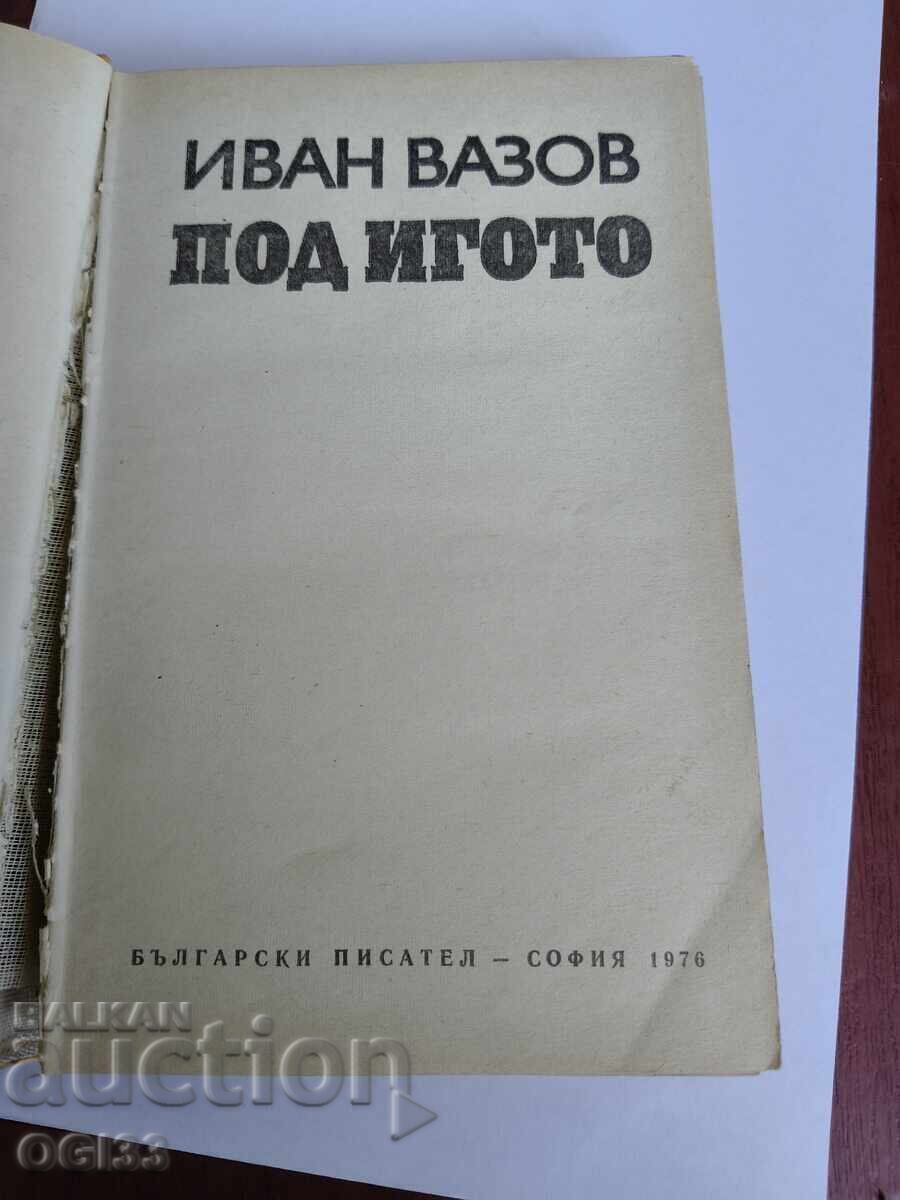 ИВАН ВАЗОВ
ПОД ИГОТО
БЪЛГАРСКИ ПИСАТЕЛ – СОФИЯ 1976
BALKAN
auction
OGI33